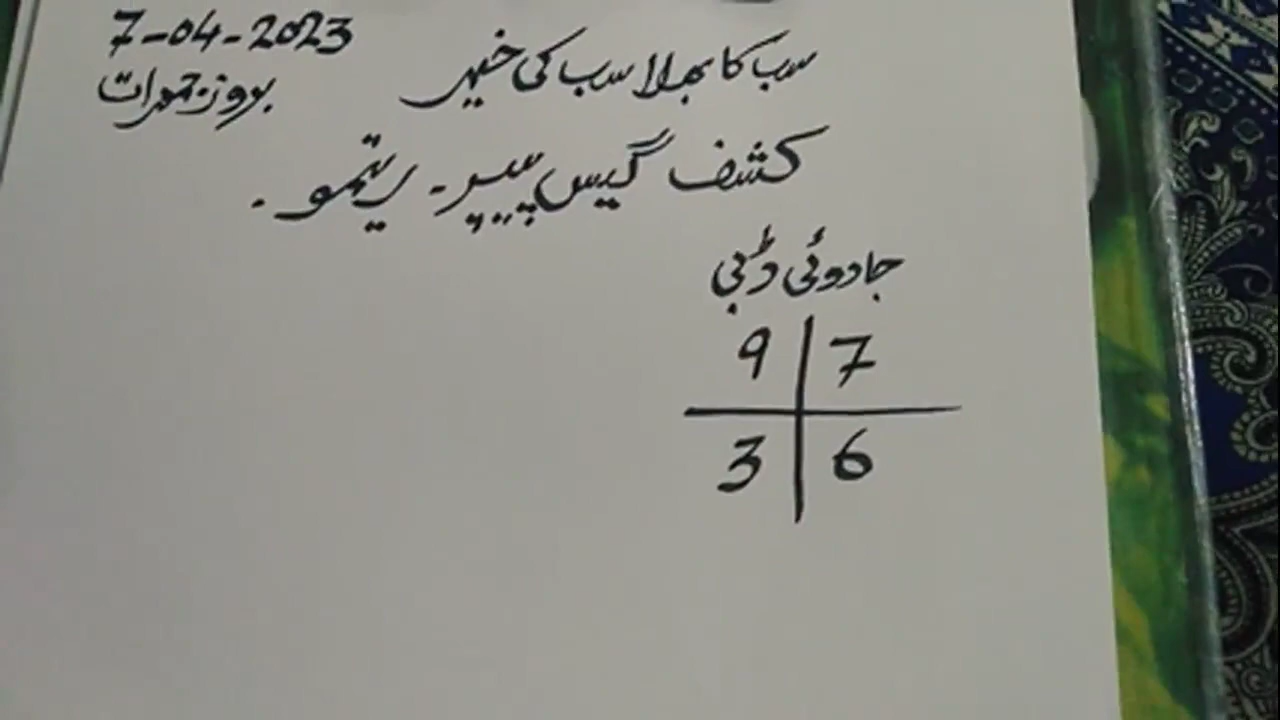 7-04-2023
سب کا بھلا سب کی خیر
بروز جمعرات
کشف گیس پیپر۔ ریتمو۔
جادوئی ڈبی
9 7
3 6